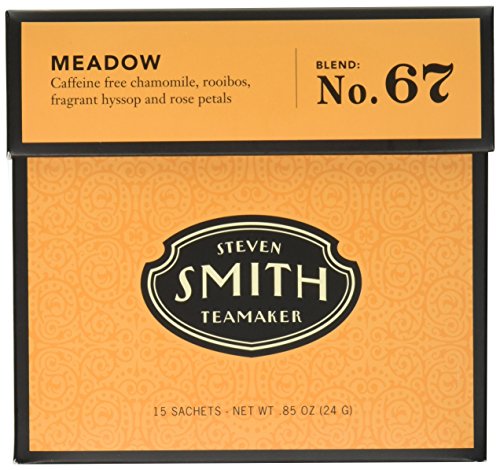 MEADOW
Caffeine free chamomile, rooibos,
fragrant hyssop and rose petals
BLEND:
No. 67
STEVEN
SMITH
TEAMAKER
15 SACHETS - NET WT .85 OZ (24 G)